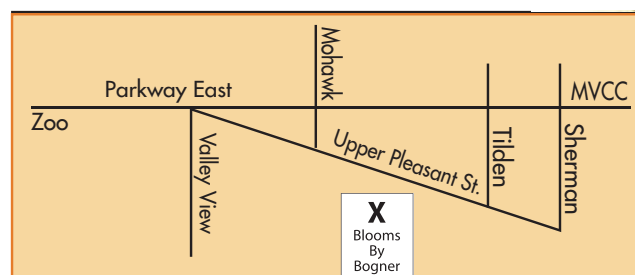 Mohawk
Parkway East
MVCC
Zoo
Valley View
Upper Pleasant St.
Tilden
Sherman
X
Blooms
By
Bogner